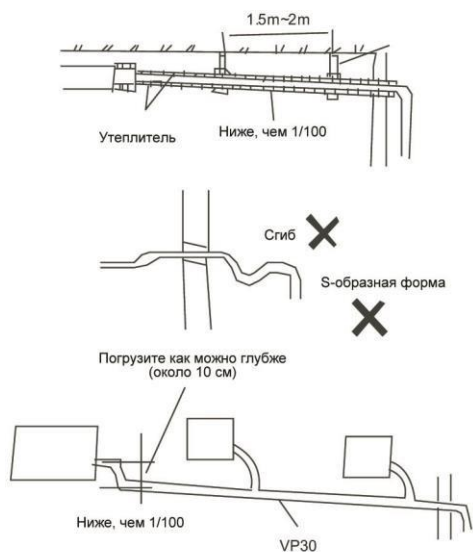 1.5m~2m
Утеплитель
Ниже, чем 1/100
Сгиб
S-образная форма
Погрузите как можно глубже
(около 10 см)
Ниже, чем 1/100
VP30